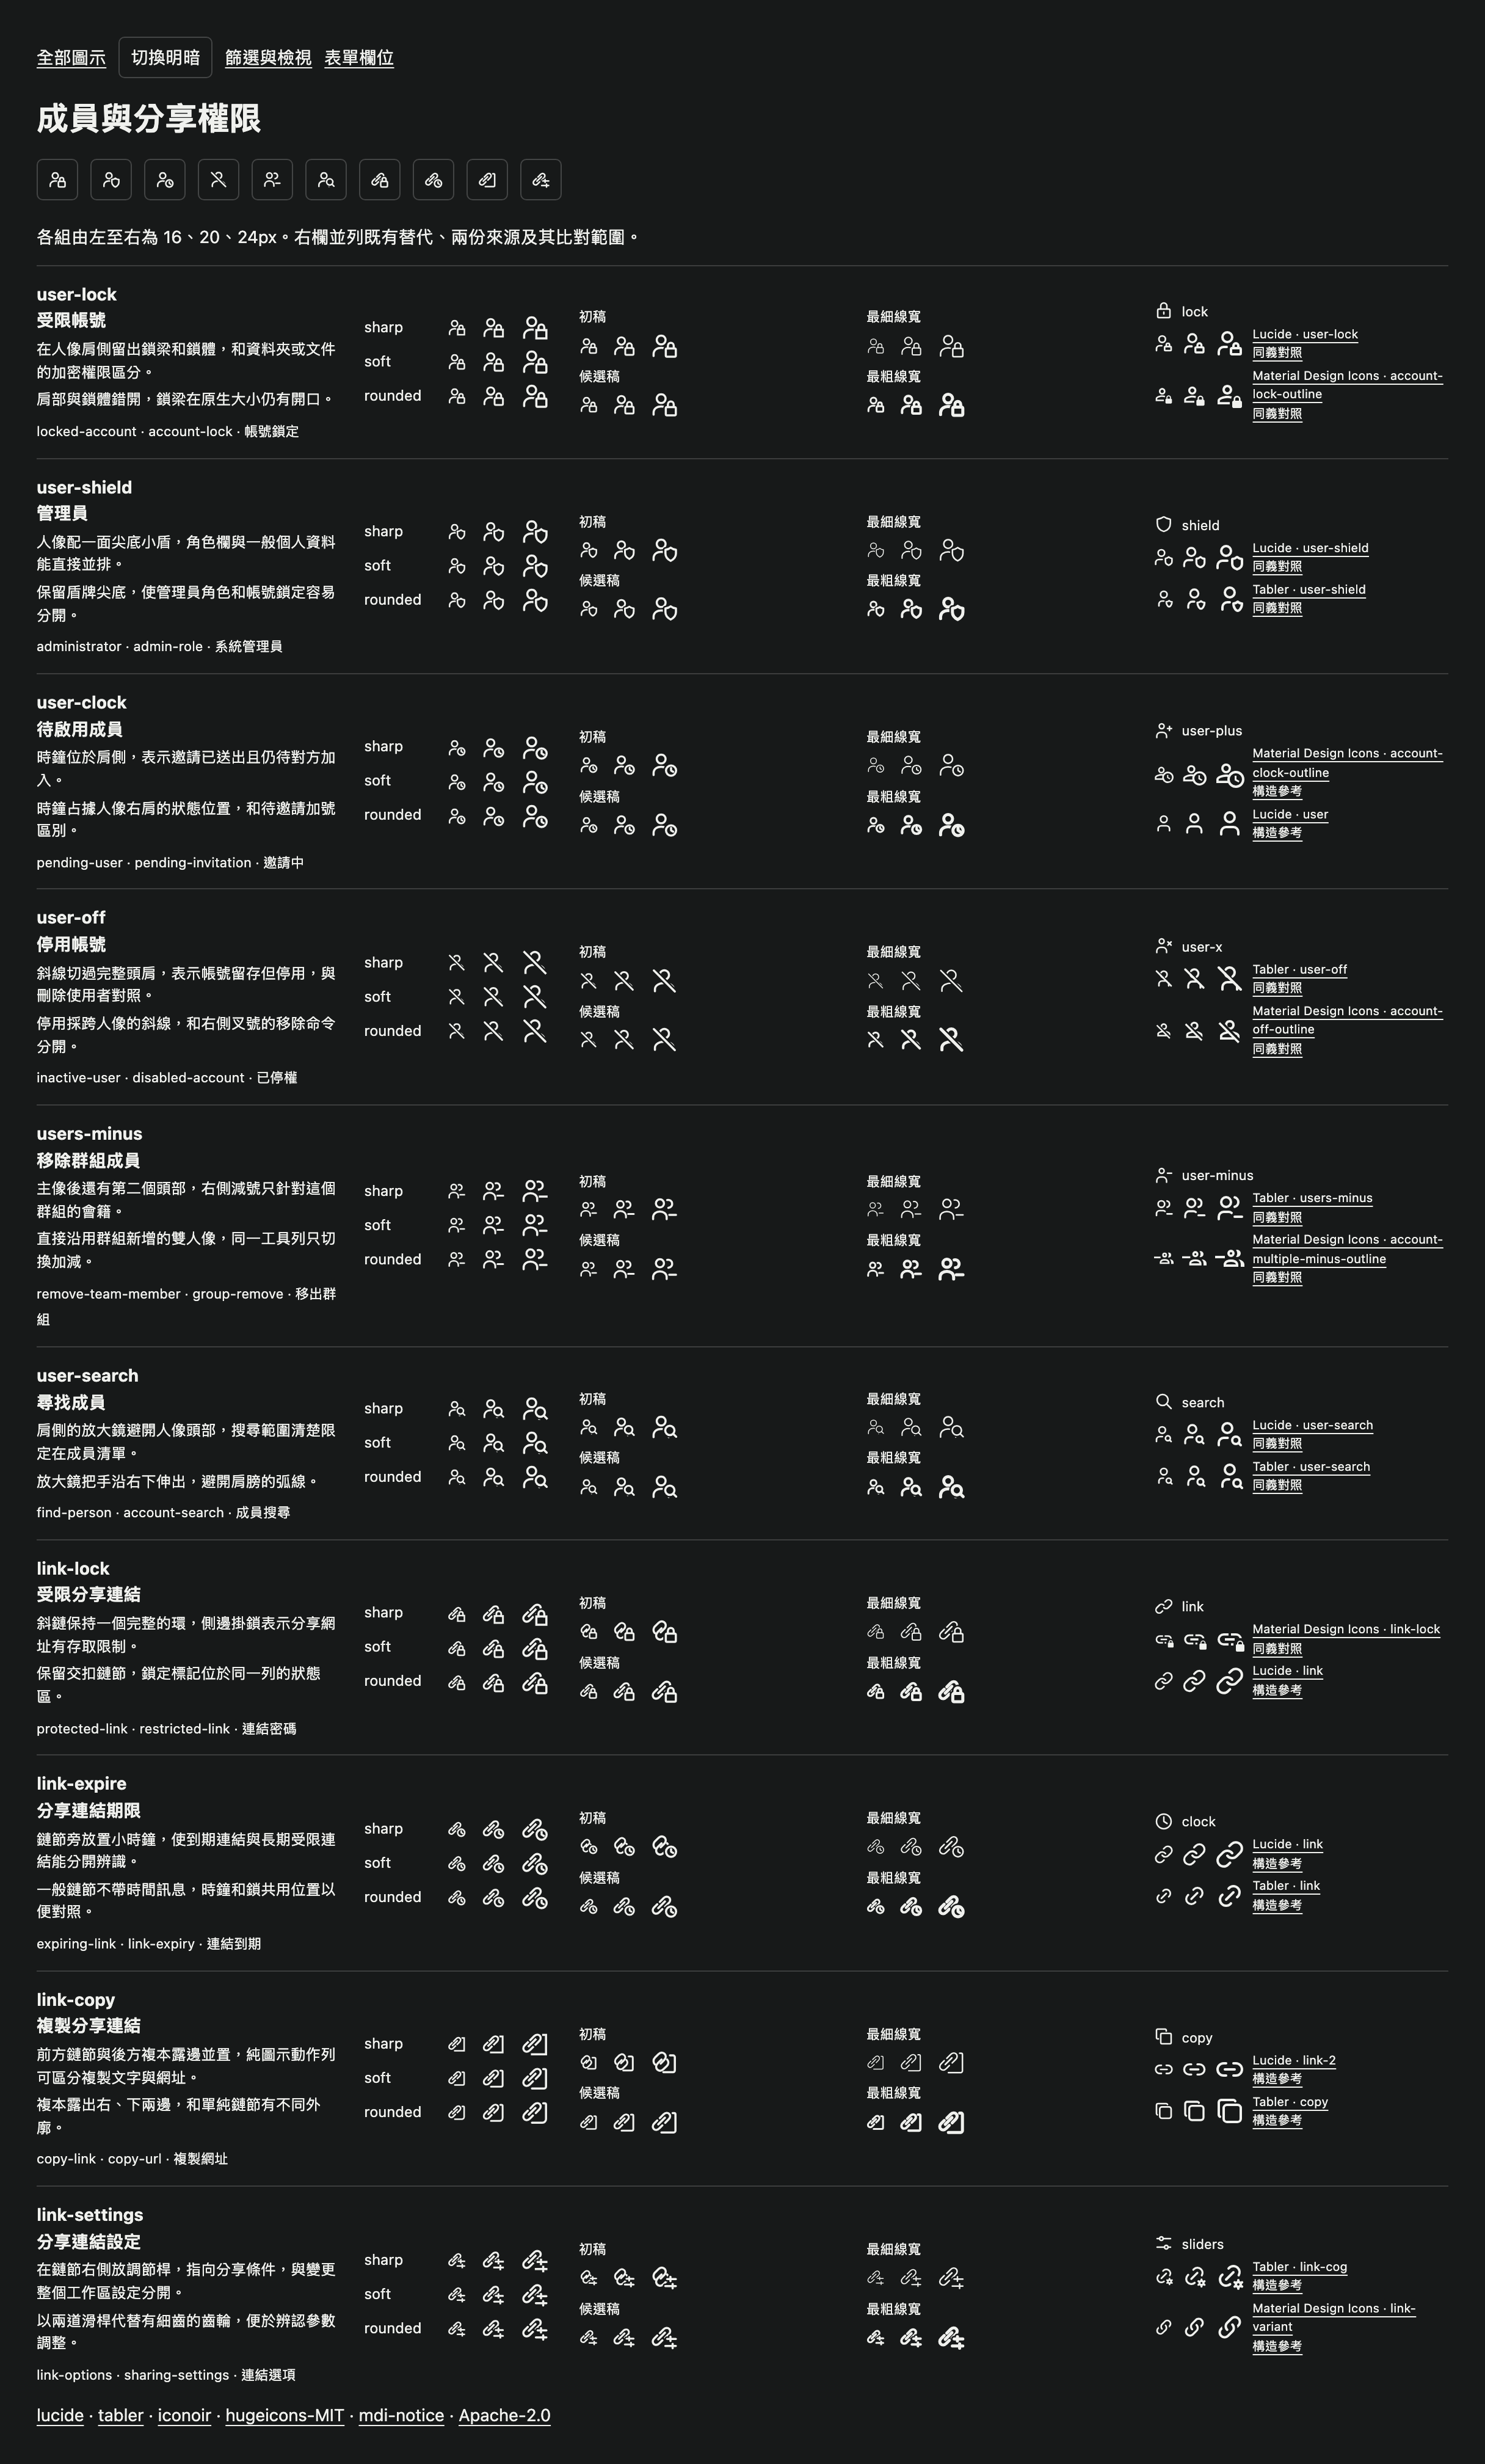 全部圖示 切換明暗 篩選與檢視 表單欄位
成員與分享權限
各組由左至右為 16、20、24px。右欄並列既有替代、兩份來源及其比對範圍。
user-lock
受限帳號
在人像肩側留出鎖梁和鎖體，和資料夾或文件
的加密權限區分。
肩部與鎖體錯開，鎖梁在原生大小仍有開口。
locked-account · account-lock · 帳號鎖定
sharp
soft
rounded
初稿
候選稿
最細線寬
最粗線寬
lock
Lucide · user-lock
同義對照
Material Design Icons · account-
lock-outline
同義對照
user-shield
管理員
人像配一面尖底小盾，角色欄與一般個人資料
能直接並排。
保留盾牌尖底，使管理員角色和帳號鎖定容易
分開。
administrator · admin-role · 系統管理員
sharp
soft
rounded
初稿
候選稿
最細線寬
最粗線寬
shield
Lucide · user-shield
同義對照
Tabler · user-shield
同義對照
user-clock
待啟用成員
時鐘位於肩側，表示邀請已送出且仍待對方加
入。
時鐘占據人像右肩的狀態位置，和待邀請加號
區別。
pending-user · pending-invitation · 邀請中
sharp
soft
rounded
初稿
候選稿
最細線寬
最粗線寬
user-plus
Material Design Icons · account-
clock-outline
構造參考
Lucide · user
構造參考
user-off
停用帳號
斜線切過完整頭肩，表示帳號留存但停用，與
刪除使用者對照。
停用採跨人像的斜線，和右側叉號的移除命令
分開。
inactive-user · disabled-account · 已停權
sharp
soft
rounded
初稿
候選稿
最細線寬
最粗線寬
user-x
Tabler · user-off
同義對照
Material Design Icons · account-
off-outline
同義對照
users-minus
移除群組成員
主像後還有第二個頭部，右側減號只針對這個
群組的會籍。
直接沿用群組新增的雙人像，同一工具列只切
換加減。
remove-team-member · group-remove · 移出群
組
sharp
soft
rounded
初稿
候選稿
最細線寬
最粗線寬
user-minus
Tabler · users-minus
同義對照
Material Design Icons · account-
multiple-minus-outline
同義對照
user-search
尋找成員
肩側的放大鏡避開人像頭部，搜尋範圍清楚限
定在成員清單。
放大鏡把手沿右下伸出，避開肩膀的弧線。
find-person · account-search · 成員搜尋
sharp
soft
rounded
初稿
候選稿
最細線寬
最粗線寬
search
Lucide · user-search
同義對照
Tabler · user-search
同義對照
link-lock
受限分享連結
斜鏈保持一個完整的環，側邊掛鎖表示分享網
址有存取限制。
保留交扣鏈節，鎖定標記位於同一列的狀態
區。
protected-link · restricted-link · 連結密碼
sharp
soft
rounded
初稿
候選稿
最細線寬
最粗線寬
link
Material Design Icons · link-lock
同義對照
Lucide · link
構造參考
link-expire
分享連結期限
鏈節旁放置小時鐘，使到期連結與長期受限連
結能分開辨識。
一般鏈節不帶時間訊息，時鐘和鎖共用位置以
便對照。
expiring-link · link-expiry · 連結到期
sharp
soft
rounded
初稿
候選稿
最細線寬
最粗線寬
clock
Lucide · link
構造參考
Tabler · link
構造參考
link-copy
複製分享連結
前方鏈節與後方複本露邊並置，純圖示動作列
可區分複製文字與網址。
複本露出右、下兩邊，和單純鏈節有不同外
廓。
copy-link · copy-url · 複製網址
sharp
soft
rounded
初稿
候選稿
最細線寬
最粗線寬
copy
Lucide · link-2
構造參考
Tabler · copy
構造參考
link-settings
分享連結設定
在鏈節右側放調節桿，指向分享條件，與變更
整個工作區設定分開。
以兩道滑桿代替有細齒的齒輪，便於辨認參數
調整。
link-options · sharing-settings · 連結選項
sharp
soft
rounded
初稿
候選稿
最細線寬
最粗線寬
sliders
Tabler · link-cog
構造參考
Material Design Icons · link-
variant
構造參考
lucide · tabler · iconoir · hugeicons-MIT · mdi-notice · Apache-2.0